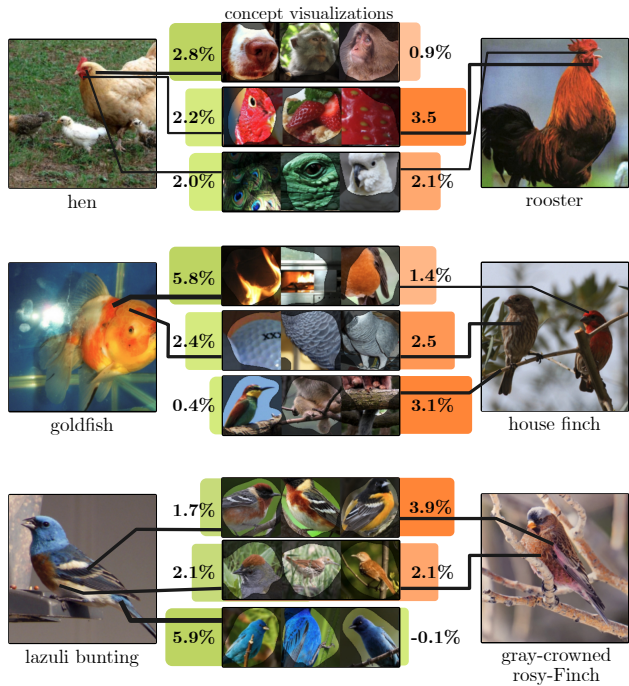 concept visualizations
2.8%
0.9%
2.2%
3.5
2.0%
2.1%
hen
rooster
5.8%
1.4%
2.4%
2.5
0.4%
3.1%
goldfish
house finch
1.7%
3.9%
2.1%
2.1%
5.9%
-0.1%
lazuli bunting
gray-crowned
rosy-Finch